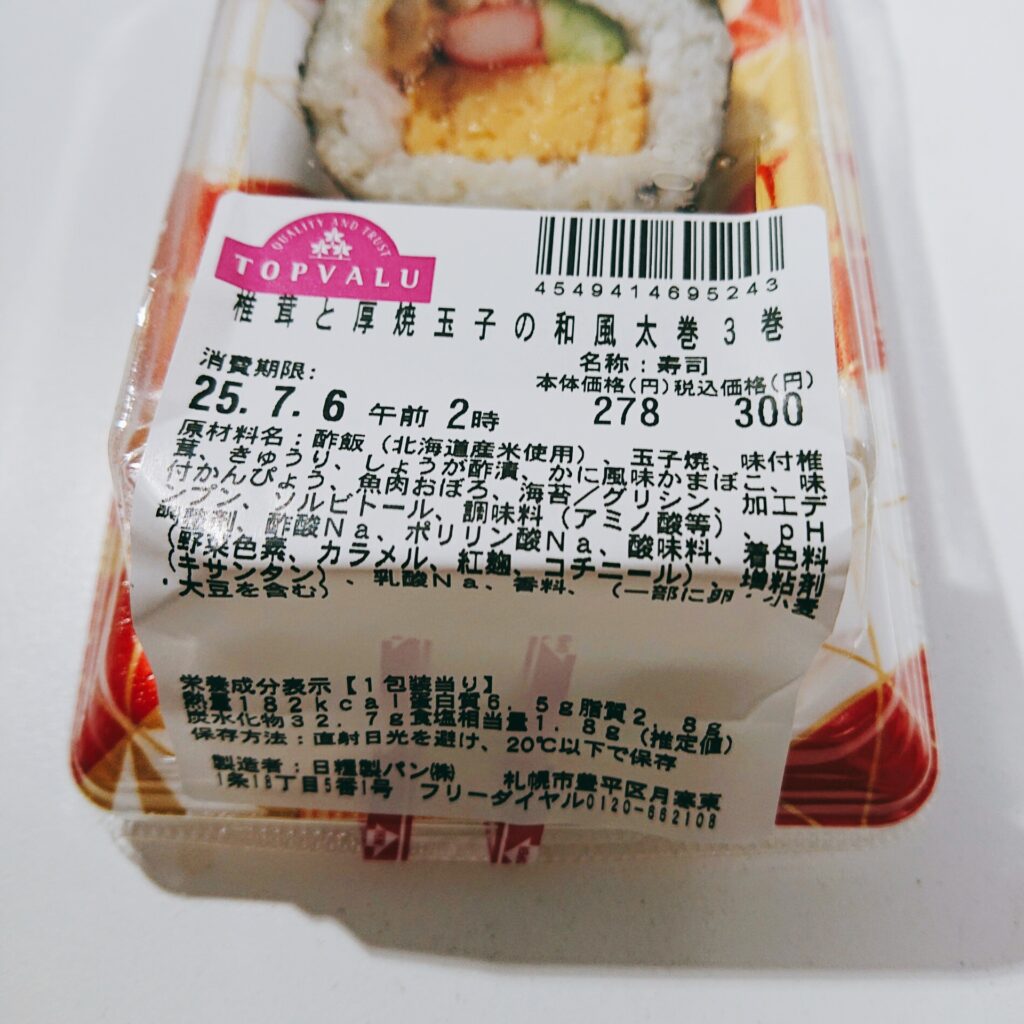 QUALITY AND TRUST
TOPVALU
4549414695243
椎茸と厚焼玉子の和風太巻3巻
名称:寿司
消費期限:
本体価格(円)税込価格(円)
25.7.6 午前 2時
278 300
原材料名:酢飯(北海道産米使用)、玉子焼、味付椎
茸、きゅうり、しょうが酢漬、かに風味かまぼこ、味
付かんぴょう、魚肉おぼろ、海苔/グリシン、加工デ
ンプン、ソルビトール、調味料(アミノ酸等)、pH
調整剤、酢酸Na、ポリリン酸Na、酸味料、着色料
(野菜色素、カラメル、紅麹、コチニール)、増粘剤
(キサンタン)、乳酸Na、香料、(一部に卵・小麦
・大豆を含む)
栄養成分表示【1包装当り】
熱量182kcal蛋白質6.5g脂質2.8g
炭水化物32.7g食塩相当量1.8g(推定値)
保存方法:直射日光を避け、20℃以下で保存
製造者:日糧製パン㈱ 札幌市豊平区月寒東
1条18丁目5番1号 フリーダイヤル0120-662108